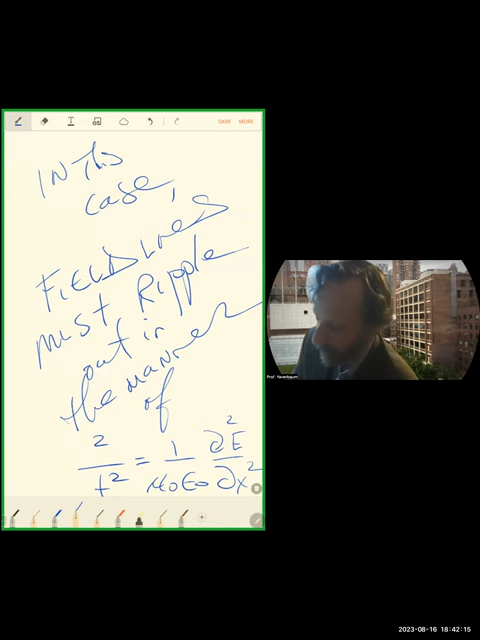 SAVE MORE
IN This
case,
FIELD LINES
MUST Ripple
out in
the manner
of
2/t² = 1/μ₀ε₀ ∂²E/∂x²
Prof. Yaverbaum
2023-08-16 18:42:15